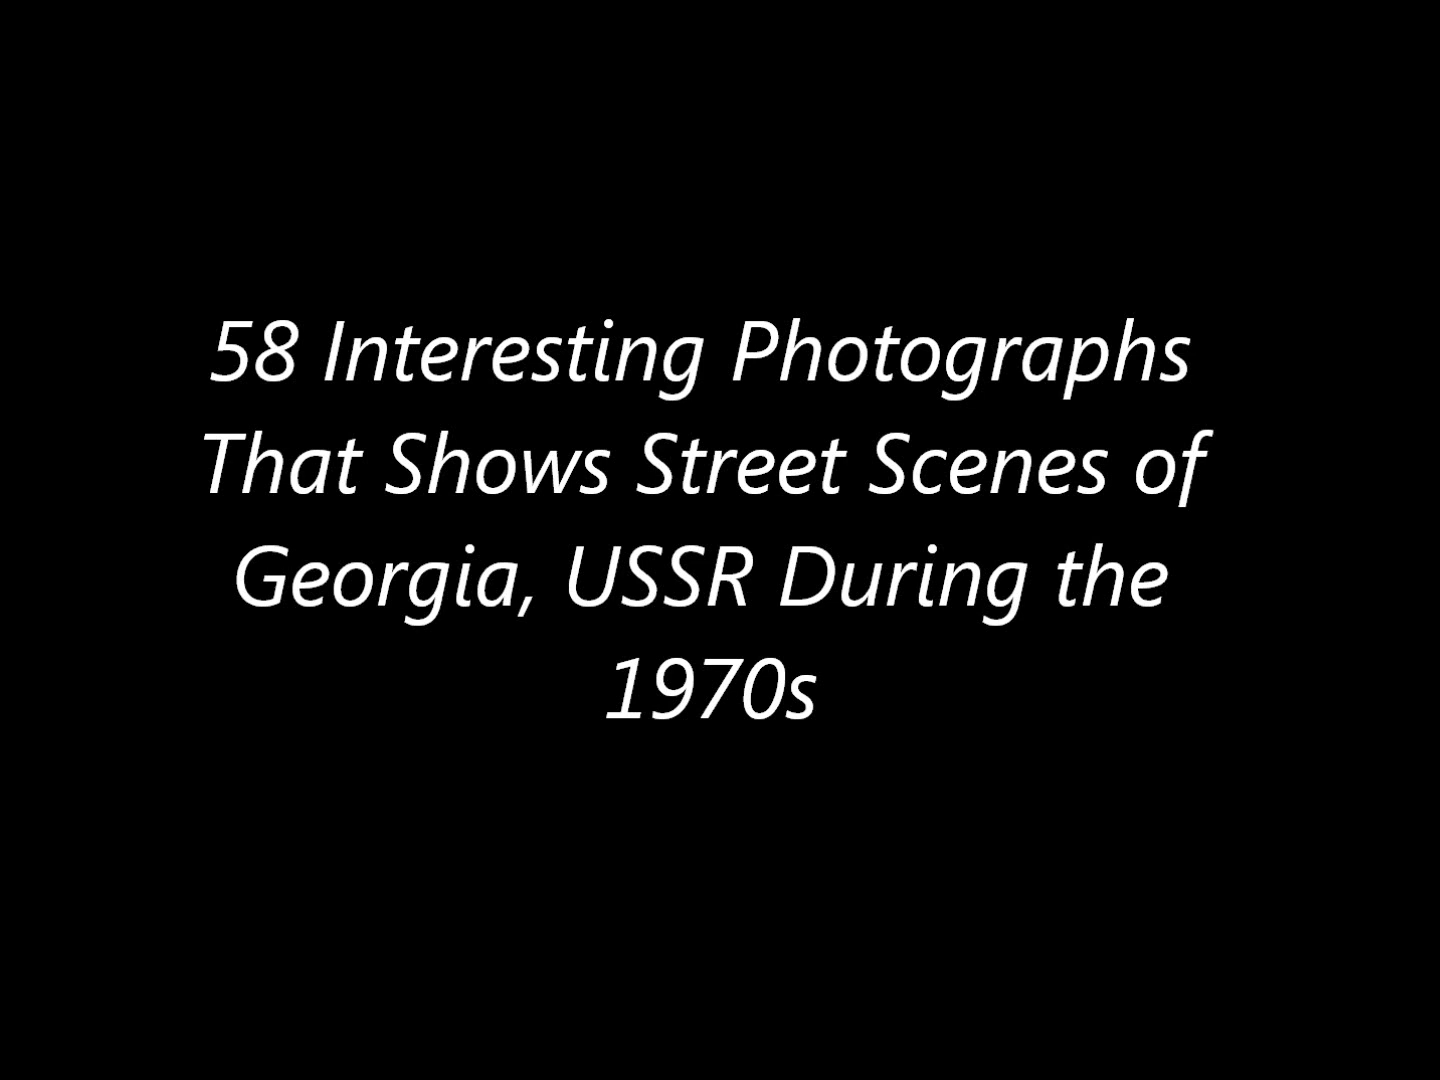 58 Interesting Photographs
That Shows Street Scenes of
Georgia, USSR During the
1970s